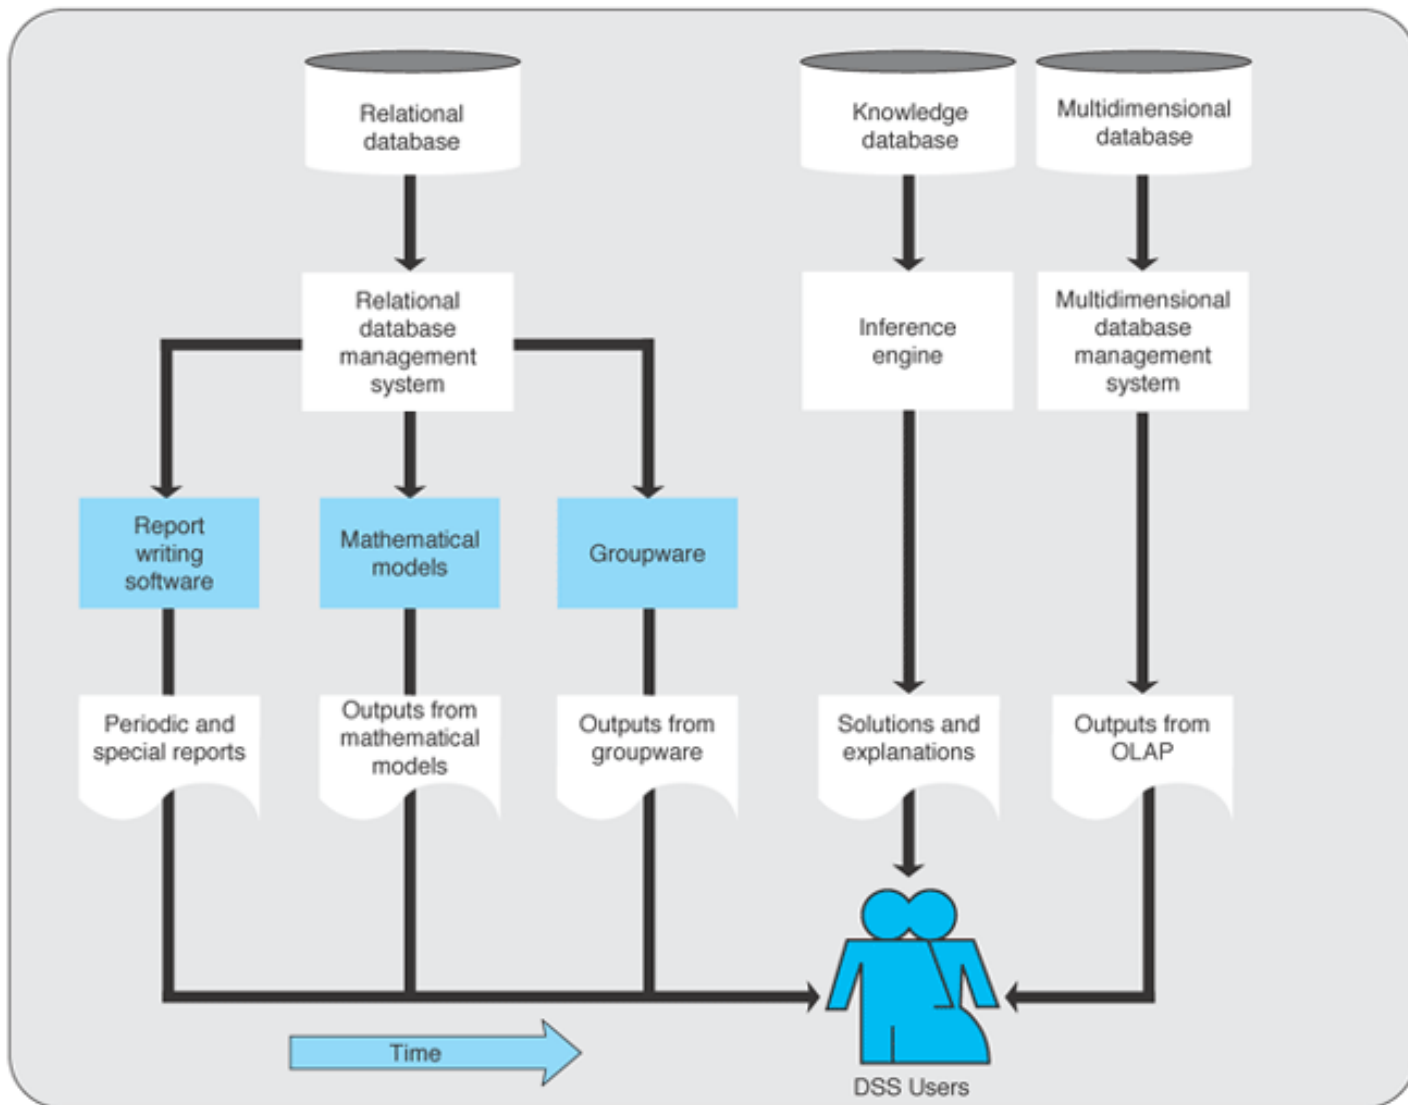 Relational
database
Knowledge
database
Multidimensional
database
Relational
database
management
system
Inference
engine
Multidimensional
database
management
system
Report
writing
software
Mathematical
models
Groupware
Periodic and
special reports
Outputs from
mathematical
models
Outputs from
groupware
Solutions and
explanations
Outputs from
OLAP
Time
DSS Users